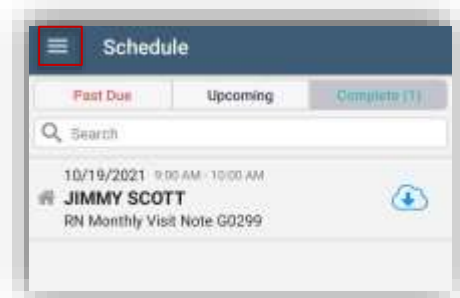 Schedule
Past Due Upcoming Complete (1)
Search
10/19/2021 9:00 AM - 10:00 AM
JIMMY SCOTT
RN Monthly Visit Note G0299